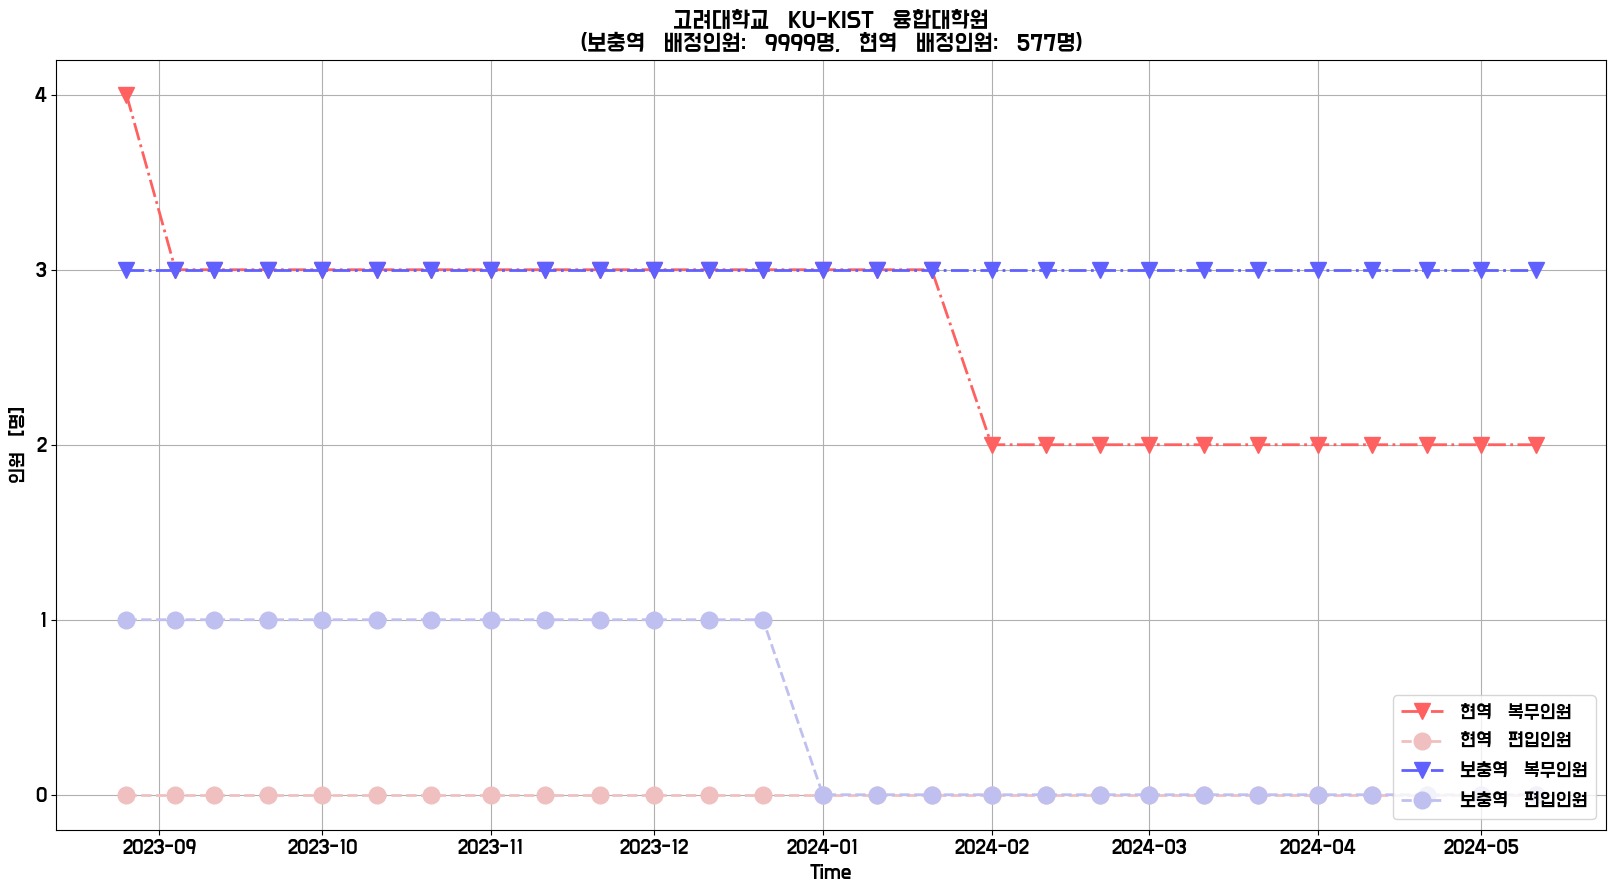 고려대학교 KU-KIST 융합대학원
(보충역 배정인원: 9999명, 현역 배정인원: 577명)
4
3
2
1
0
인원 [명]
2023-09 2023-10 2023-11 2023-12 2024-01 2024-02 2024-03 2024-04 2024-05
Time
현역 복무인원
현역 편입인원
보충역 복무인원
보충역 편입인원